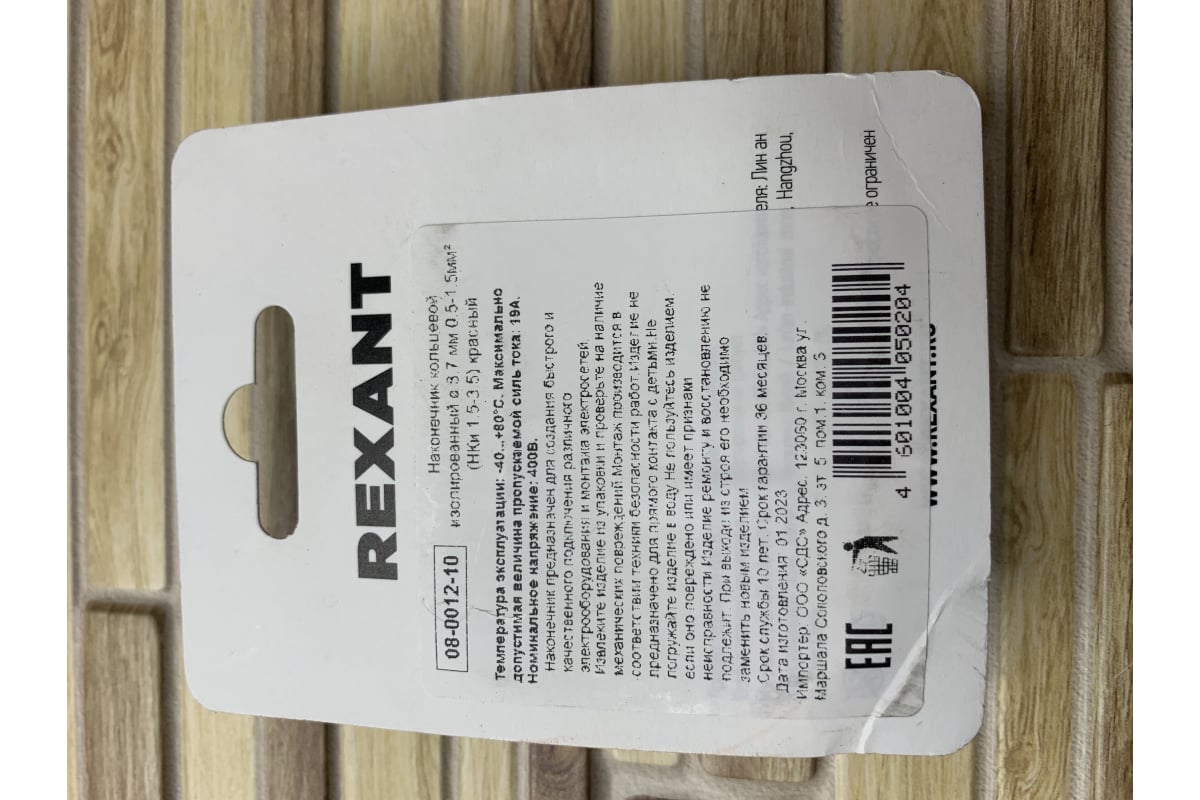 REXANT
08-0012-10
Наконечник кольцевой
изолированный ø 3.7 мм 0.5-1.5мм²
(НКи 1.5-3.5) красный
Температура эксплуатации: -40...+80°С. Максимально
допустимая величина пропускаемой силы тока: 19А.
Номинальное напряжение: 400В.
Наконечник предназначен для создания быстрого и
качественного подключения различного
электрооборудования и монтажа электросетей.
Извлеките изделие из упаковки и проверьте на наличие
механических повреждений Монтаж производится в
соответствии техники безопасности работ.Изделие не
предназначено для прямого контакта с детьми.Не
погружайте изделие в воду Не пользуйтесь изделием.
если оно повреждено или имеет признаки
неисправности Изделие ремонту и восстановлению не
подлежит. При выходе из строя его необходимо
заменить новым изделием
Срок службы 10 лет. Срок гарантии 36 месяцев.
Дата изготовления 01 2023
Импортер. ООО «СДС» Адрес. 123060 г. Москва ул.
Маршала Соколовского д. 3. эт 5 пом.1. ком. 3
ЕАС
4 601004 050204
еля: Лин ан
, Hangzhou,
е ограничен